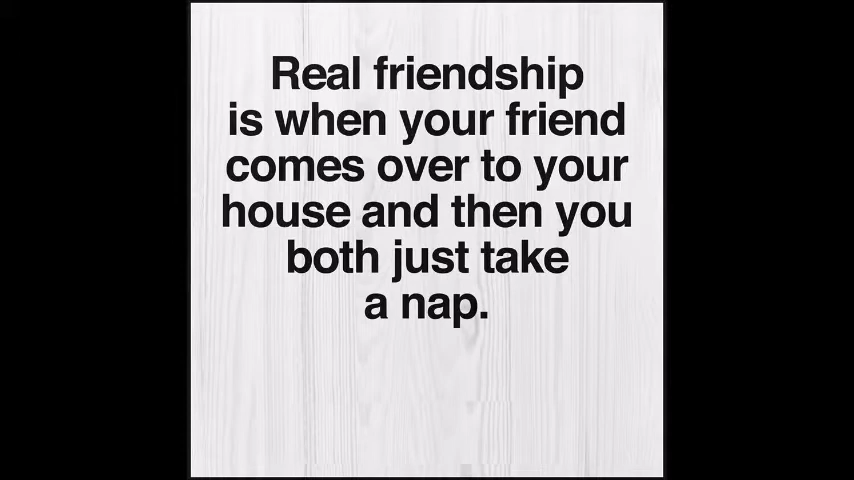 Real friendship
is when your friend
comes over to your
house and then you
both just take
a nap.